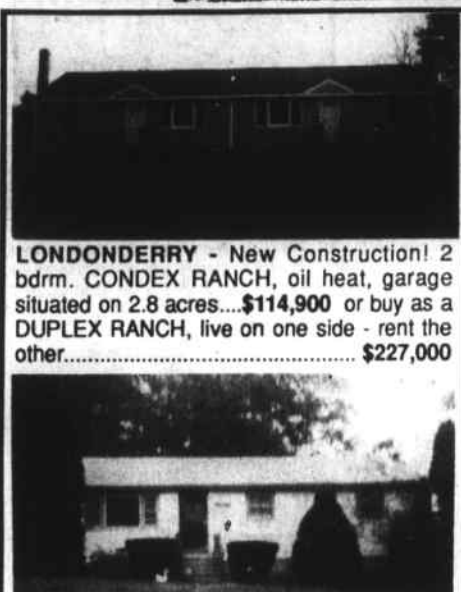 LONDONDERRY - New Construction! 2
bdrm. CONDEX RANCH, oil heat, garage
situated on 2.8 acres....$114,900 or buy as a
DUPLEX RANCH, live on one side - rent the
other.......................................... $227,000